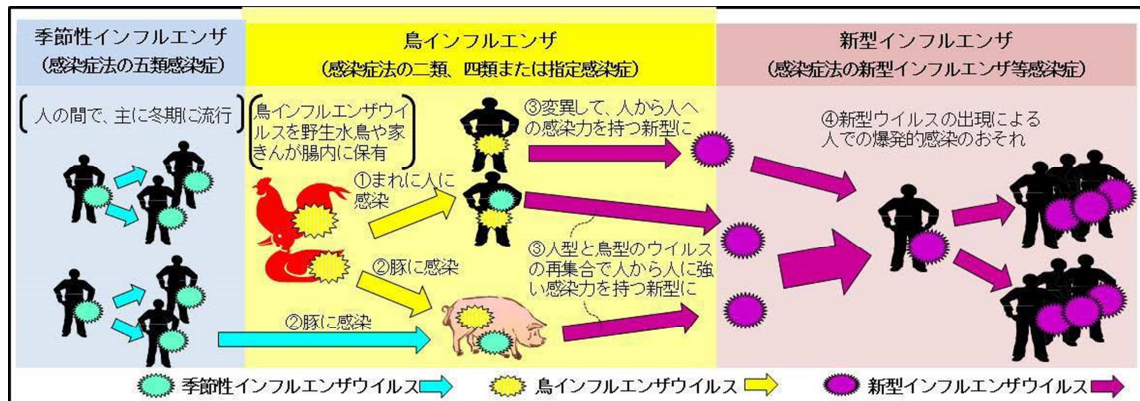 季節性インフルエンザ
(感染症法の五類感染症)
人の間で、主に冬期に流行
鳥インフルエンザ
(感染症法の二類、四類または指定感染症)
鳥インフルエンザウイ
ルスを野生水鳥や家
きんが腸内に保有
①まれに人に
感染
②豚に感染
②豚に感染
③変異して、人から人へ
の感染力を持つ新型に
③人型と鳥型のウイルス
の再集合で人から人に強
い感染力を持つ新型に
新型インフルエンザ
(感染症法の新型インフルエンザ等感染症)
④新型ウイルスの出現による
人での爆発的感染のおそれ
季節性インフルエンザウイルス
鳥インフルエンザウイルス
新型インフルエンザウイルス